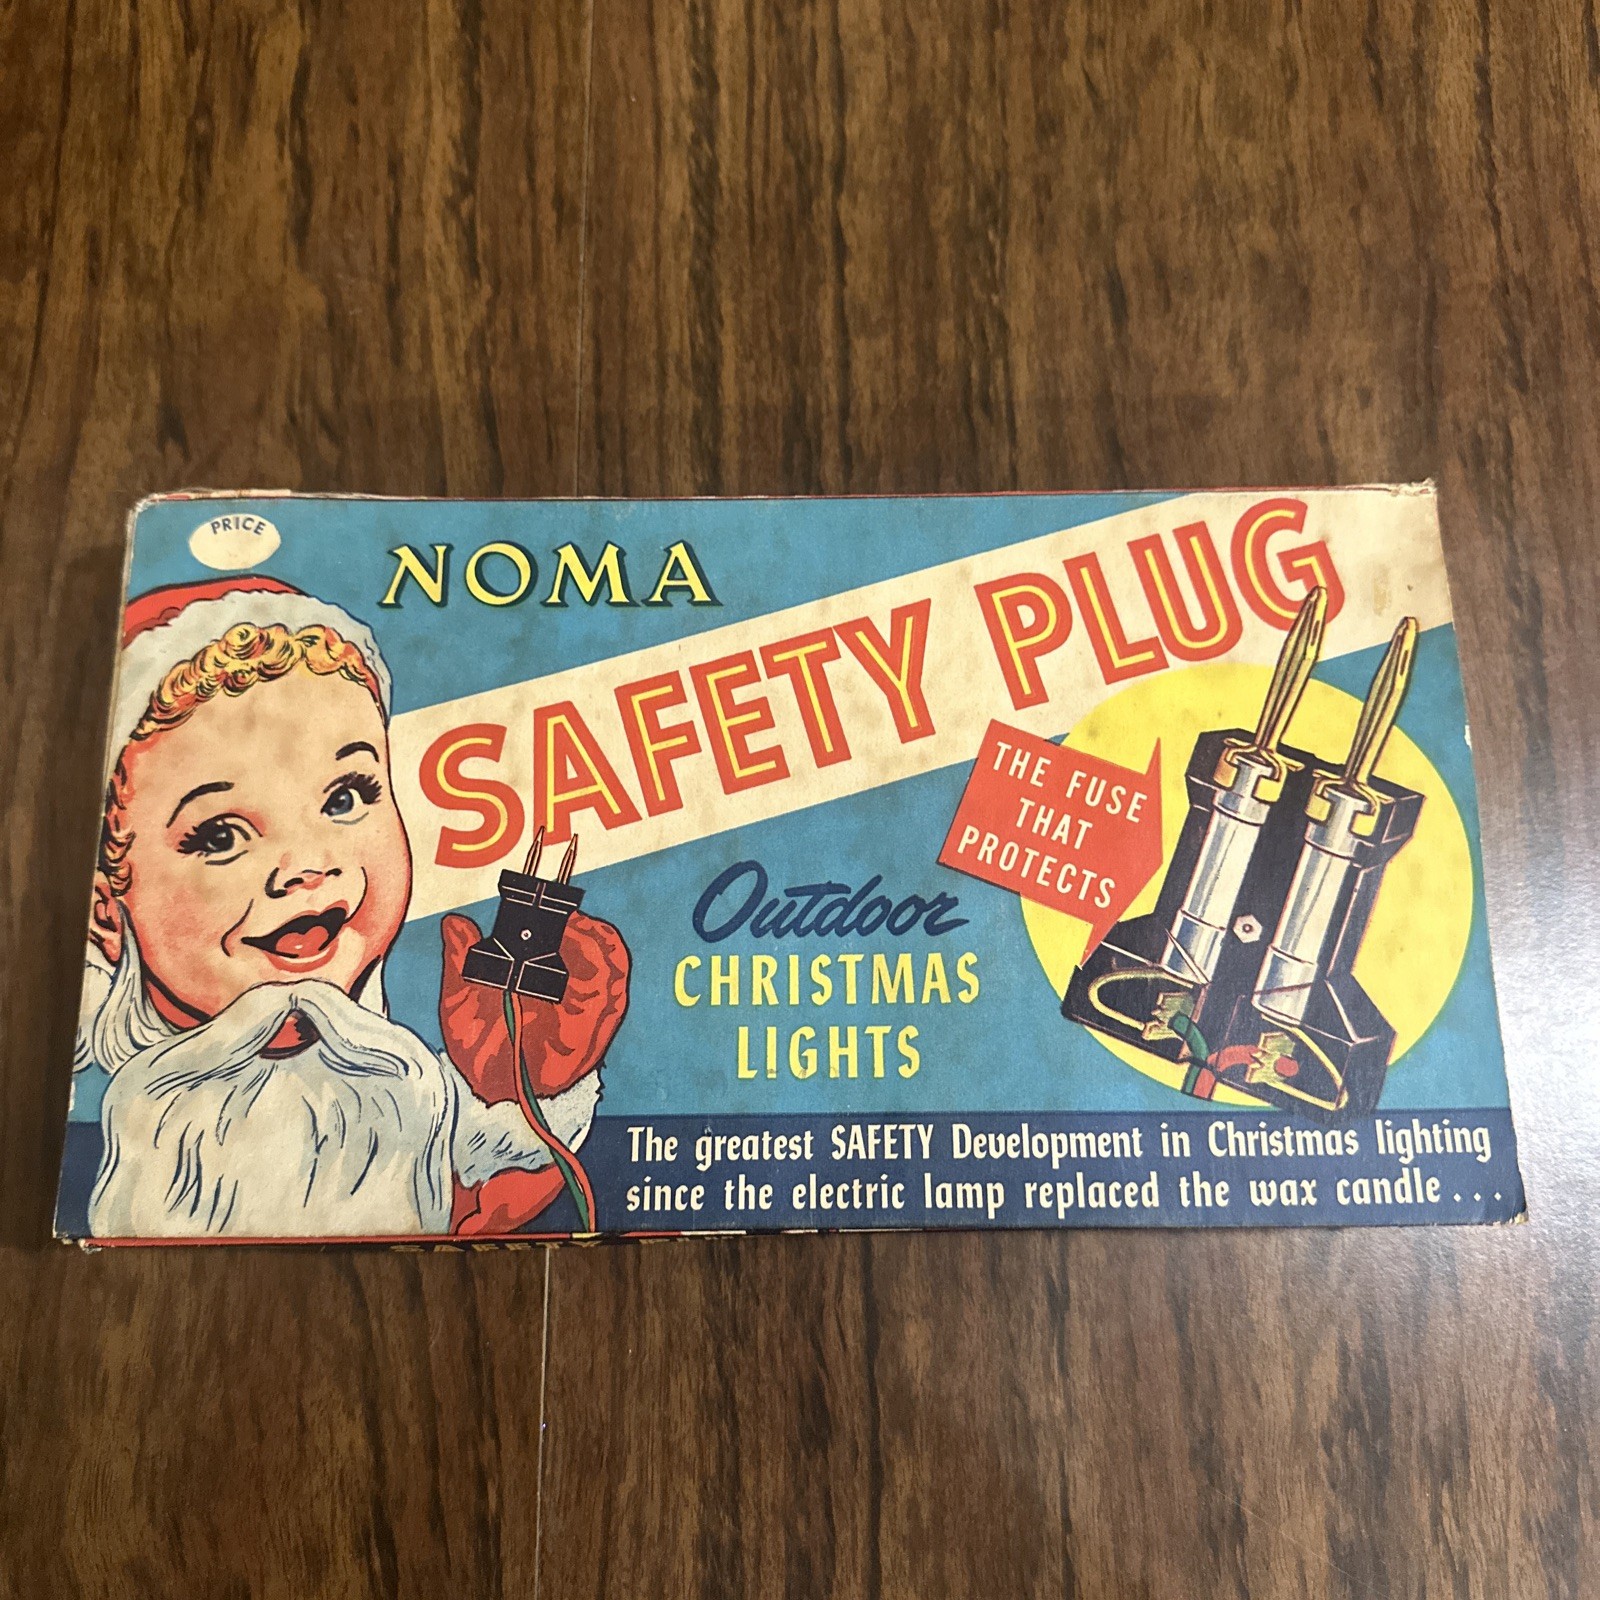 PRICE
NOMA
SAFETY PLUG
THE FUSE
THAT
PROTECTS
Outdoor
CHRISTMAS
LIGHTS
The greatest SAFETY Development in Christmas lighting
since the electric lamp replaced the wax candle...
SAFETY